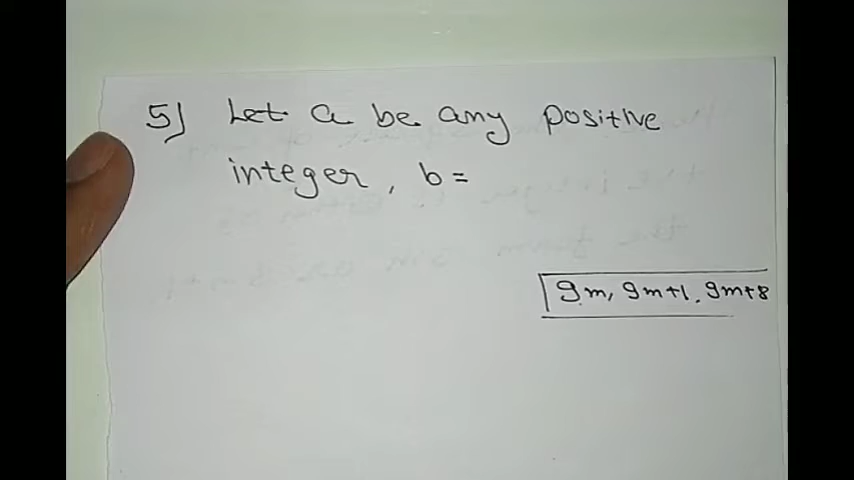 5) Let a be any positive
integer, b =
9m, 9m+1, 9m+8